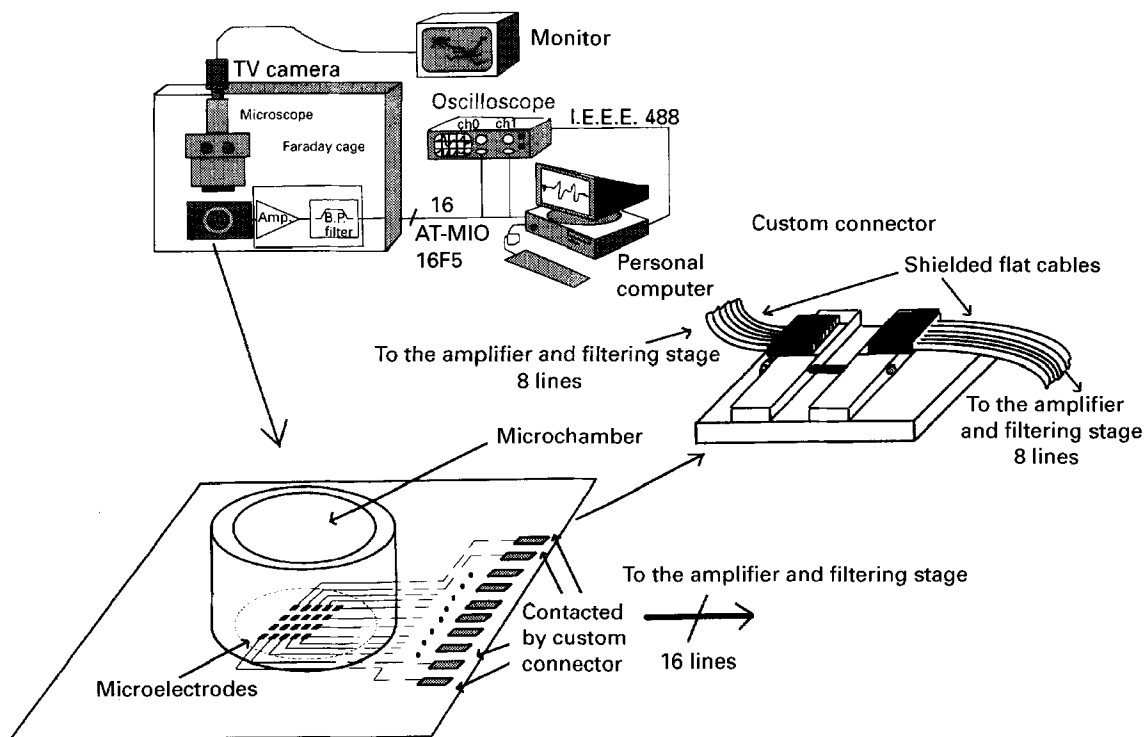 Monitor
TV camera
Microscope
Faraday cage
Oscilloscope
ch0 ch1
I.E.E.E. 488
Amp.
B.P.
filter
16
AT-MIO
16F5
Personal
computer
Custom connector
Shielded flat cables
To the amplifier and filtering stage
8 lines
To the amplifier
and filtering stage
8 lines
Microchamber
To the amplifier and filtering stage
16 lines
Contacted
by custom
connector
Microelectrodes